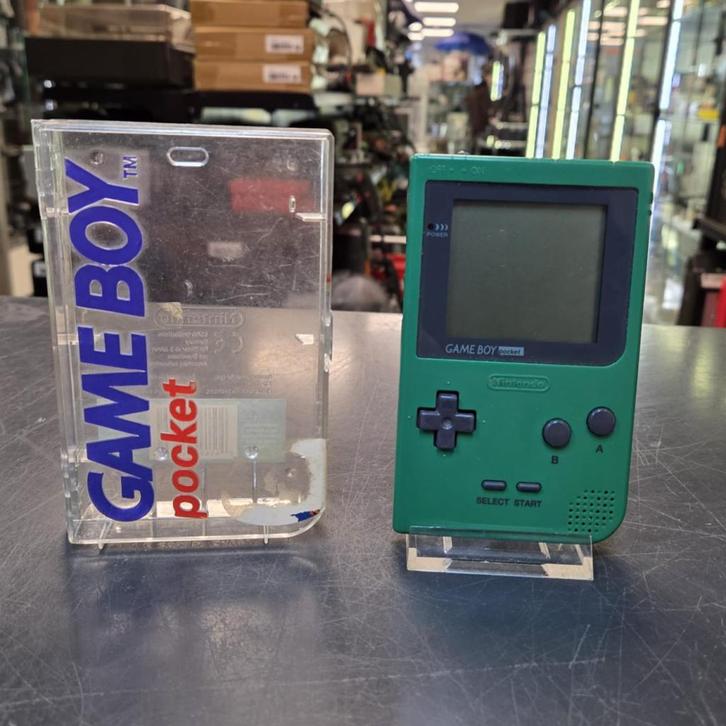 GAME BOY™
pocket
Nintendo
OFF ON
POWER
GAME BOY pocket
Nintendo
B
A
SELECT START